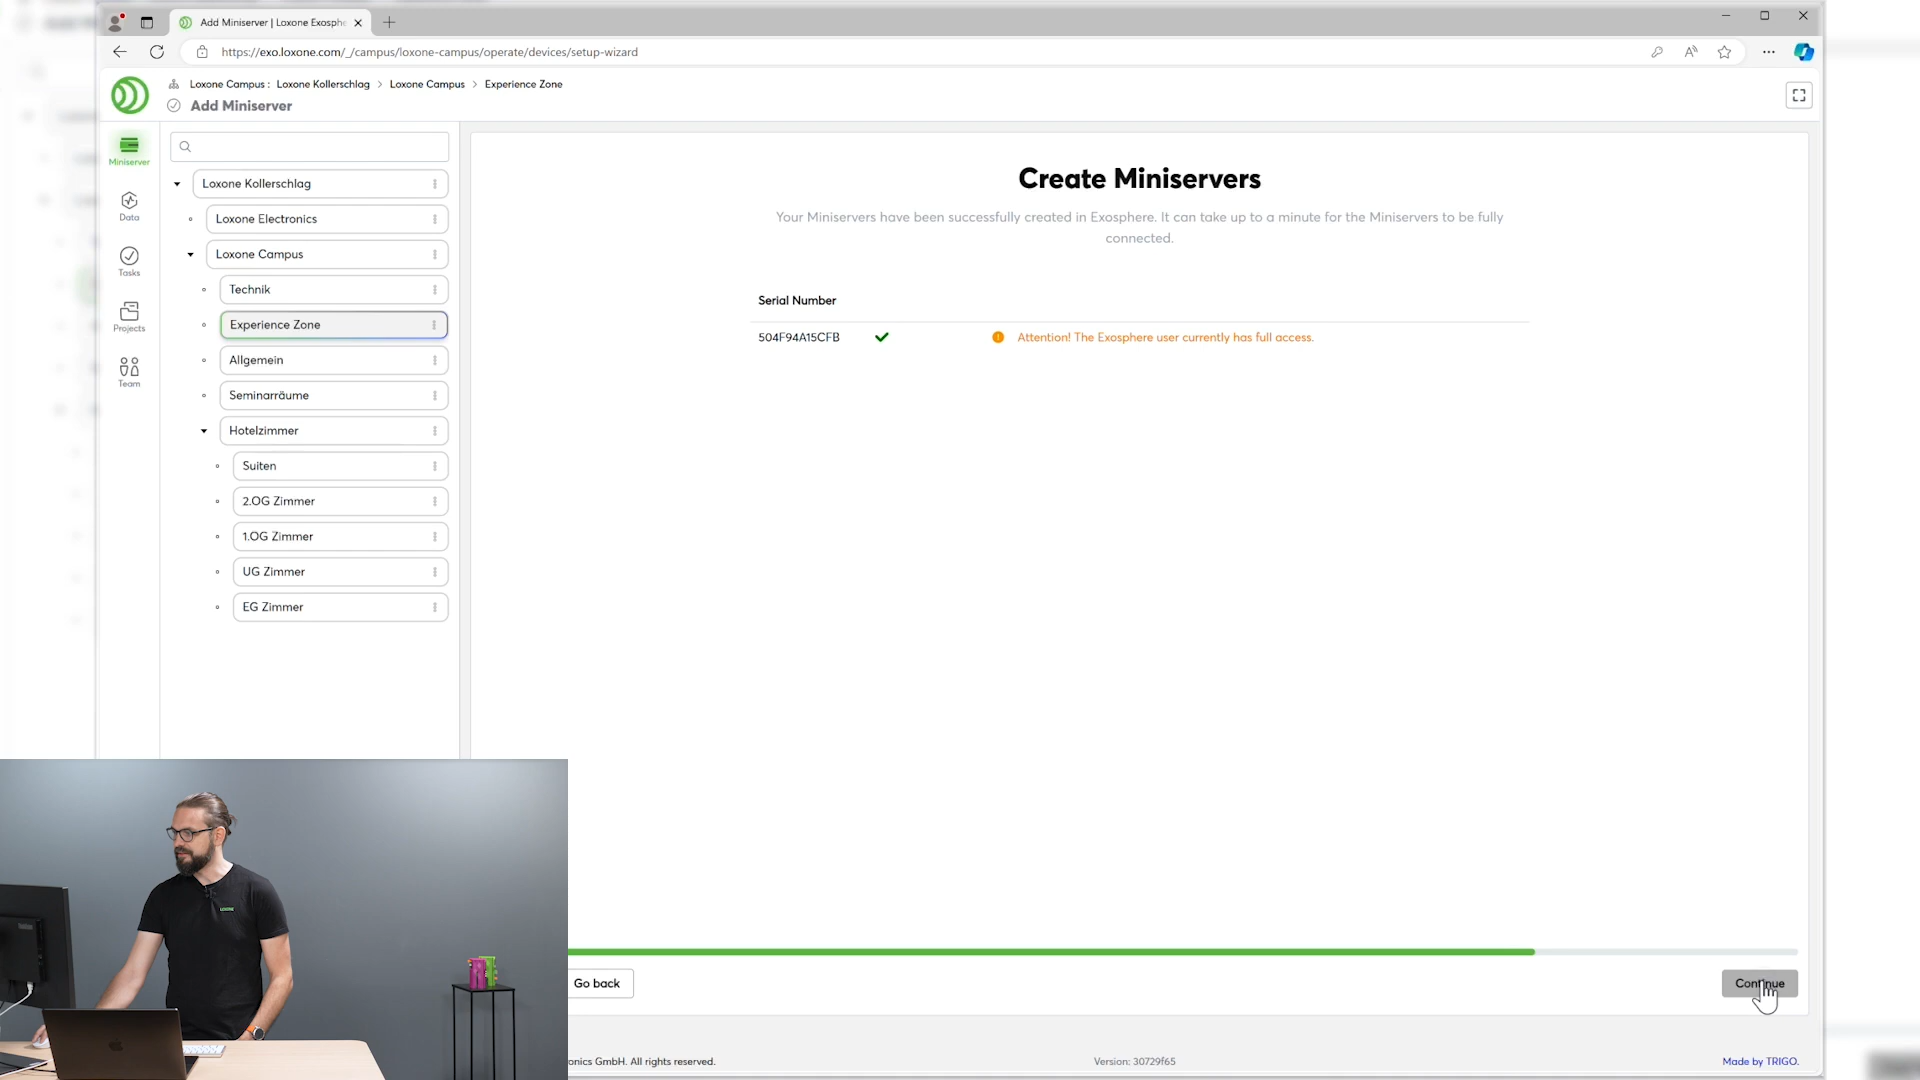 Add Miniserver | Loxone Exosphe
https://exo.loxone.com/_/campus/loxone-campus/operate/devices/setup-wizard
Loxone Campus : Loxone Kollerschlag > Loxone Campus > Experience Zone
Add Miniserver
Miniserver
Data
Tasks
Projects
Team
Loxone Kollerschlag
Loxone Electronics
Loxone Campus
Technik
Experience Zone
Allgemein
Seminarräume
Hotelzimmer
Suiten
2.OG Zimmer
1.OG Zimmer
UG Zimmer
EG Zimmer
Create Miniservers
Your Miniservers have been successfully created in Exosphere. It can take up to a minute for the Miniservers to be fully
connected.
Serial Number
504F94A15CFB
Attention! The Exosphere user currently has full access.
Go back
Continue
onics GmbH. All rights reserved.
Version: 30729f65
Made by TRIGO.
LOXONE